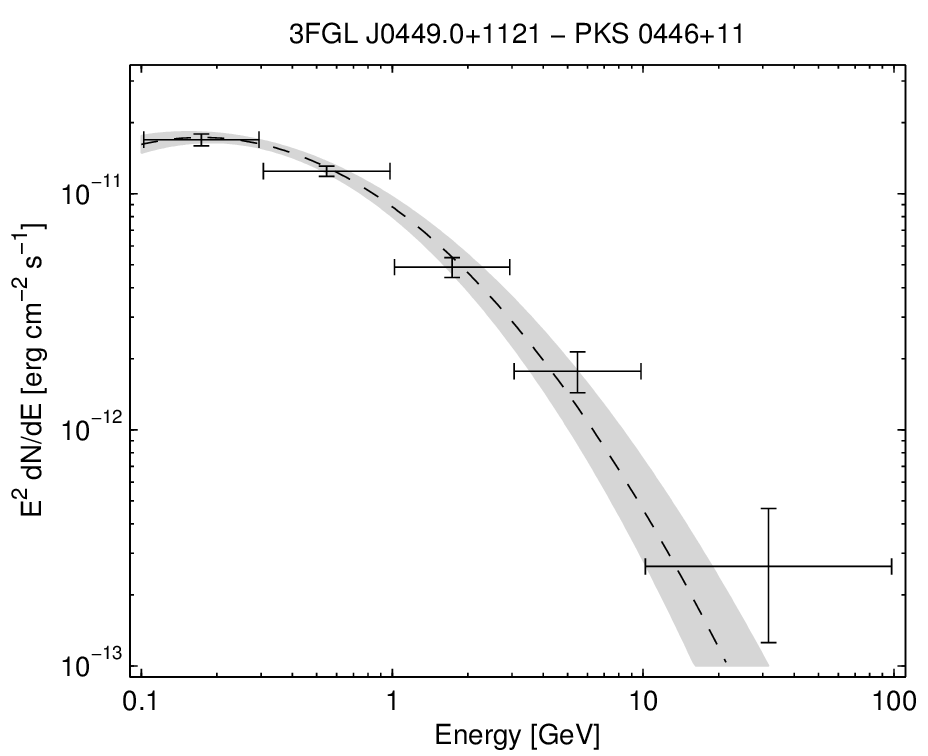 3FGL J0449.0+1121 − PKS 0446+11
E² dN/dE [erg cm⁻² s⁻¹]
10⁻¹¹
10⁻¹²
10⁻¹³
0.1 1 10 100
Energy [GeV]